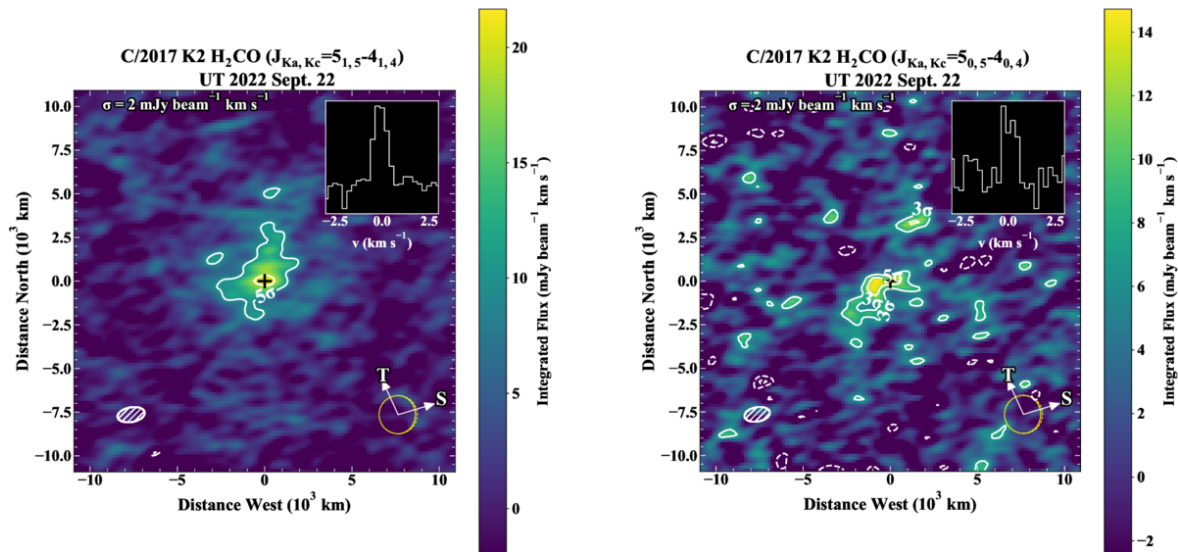 C/2017 K2 H₂CO (J_Ka, Kc=5_1, 5-4_1, 4)
UT 2022 Sept. 22
σ = 2 mJy beam⁻¹ km s⁻¹
10.0
7.5
5.0
2.5
0.0
−2.5
−5.0
−7.5
−10.0
Distance North (10³ km)
−10
−5
0
5
10
Distance West (10³ km)
−2.5
0.0
2.5
v (km s⁻¹)
5σ
T
S
20
15
10
5
0
Integrated Flux (mJy beam⁻¹ km s⁻¹)
C/2017 K2 H₂CO (J_Ka, Kc=5_0, 5-4_0, 4)
UT 2022 Sept. 22
σ = 2 mJy beam⁻¹ km s⁻¹
10.0
7.5
5.0
2.5
0.0
−2.5
−5.0
−7.5
−10.0
Distance North (10³ km)
−10
−5
0
5
10
Distance West (10³ km)
−2.5
0.0
2.5
v (km s⁻¹)
3σ
5σ
3σ
3σ
T
S
14
12
10
8
6
4
2
0
−2
Integrated Flux (mJy beam⁻¹ km s⁻¹)